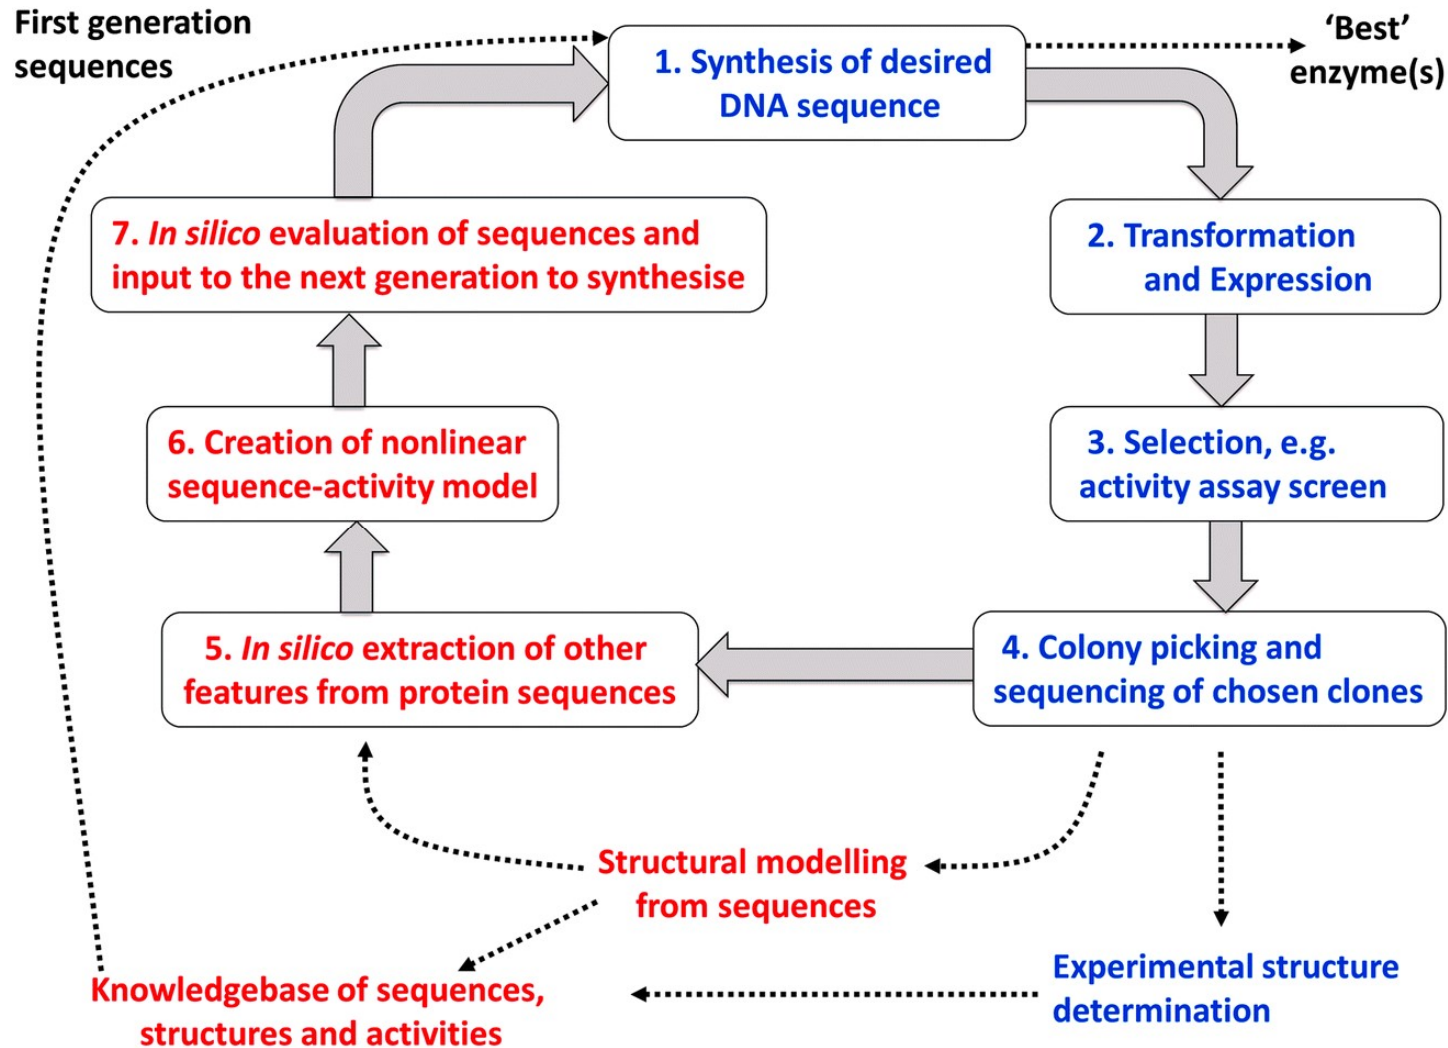 First generation
sequences
1. Synthesis of desired
DNA sequence
‘Best’
enzyme(s)
2. Transformation
and Expression
3. Selection, e.g.
activity assay screen
4. Colony picking and
sequencing of chosen clones
5. In silico extraction of other
features from protein sequences
6. Creation of nonlinear
sequence-activity model
7. In silico evaluation of sequences and
input to the next generation to synthesise
Structural modelling
from sequences
Experimental structure
determination
Knowledgebase of sequences,
structures and activities